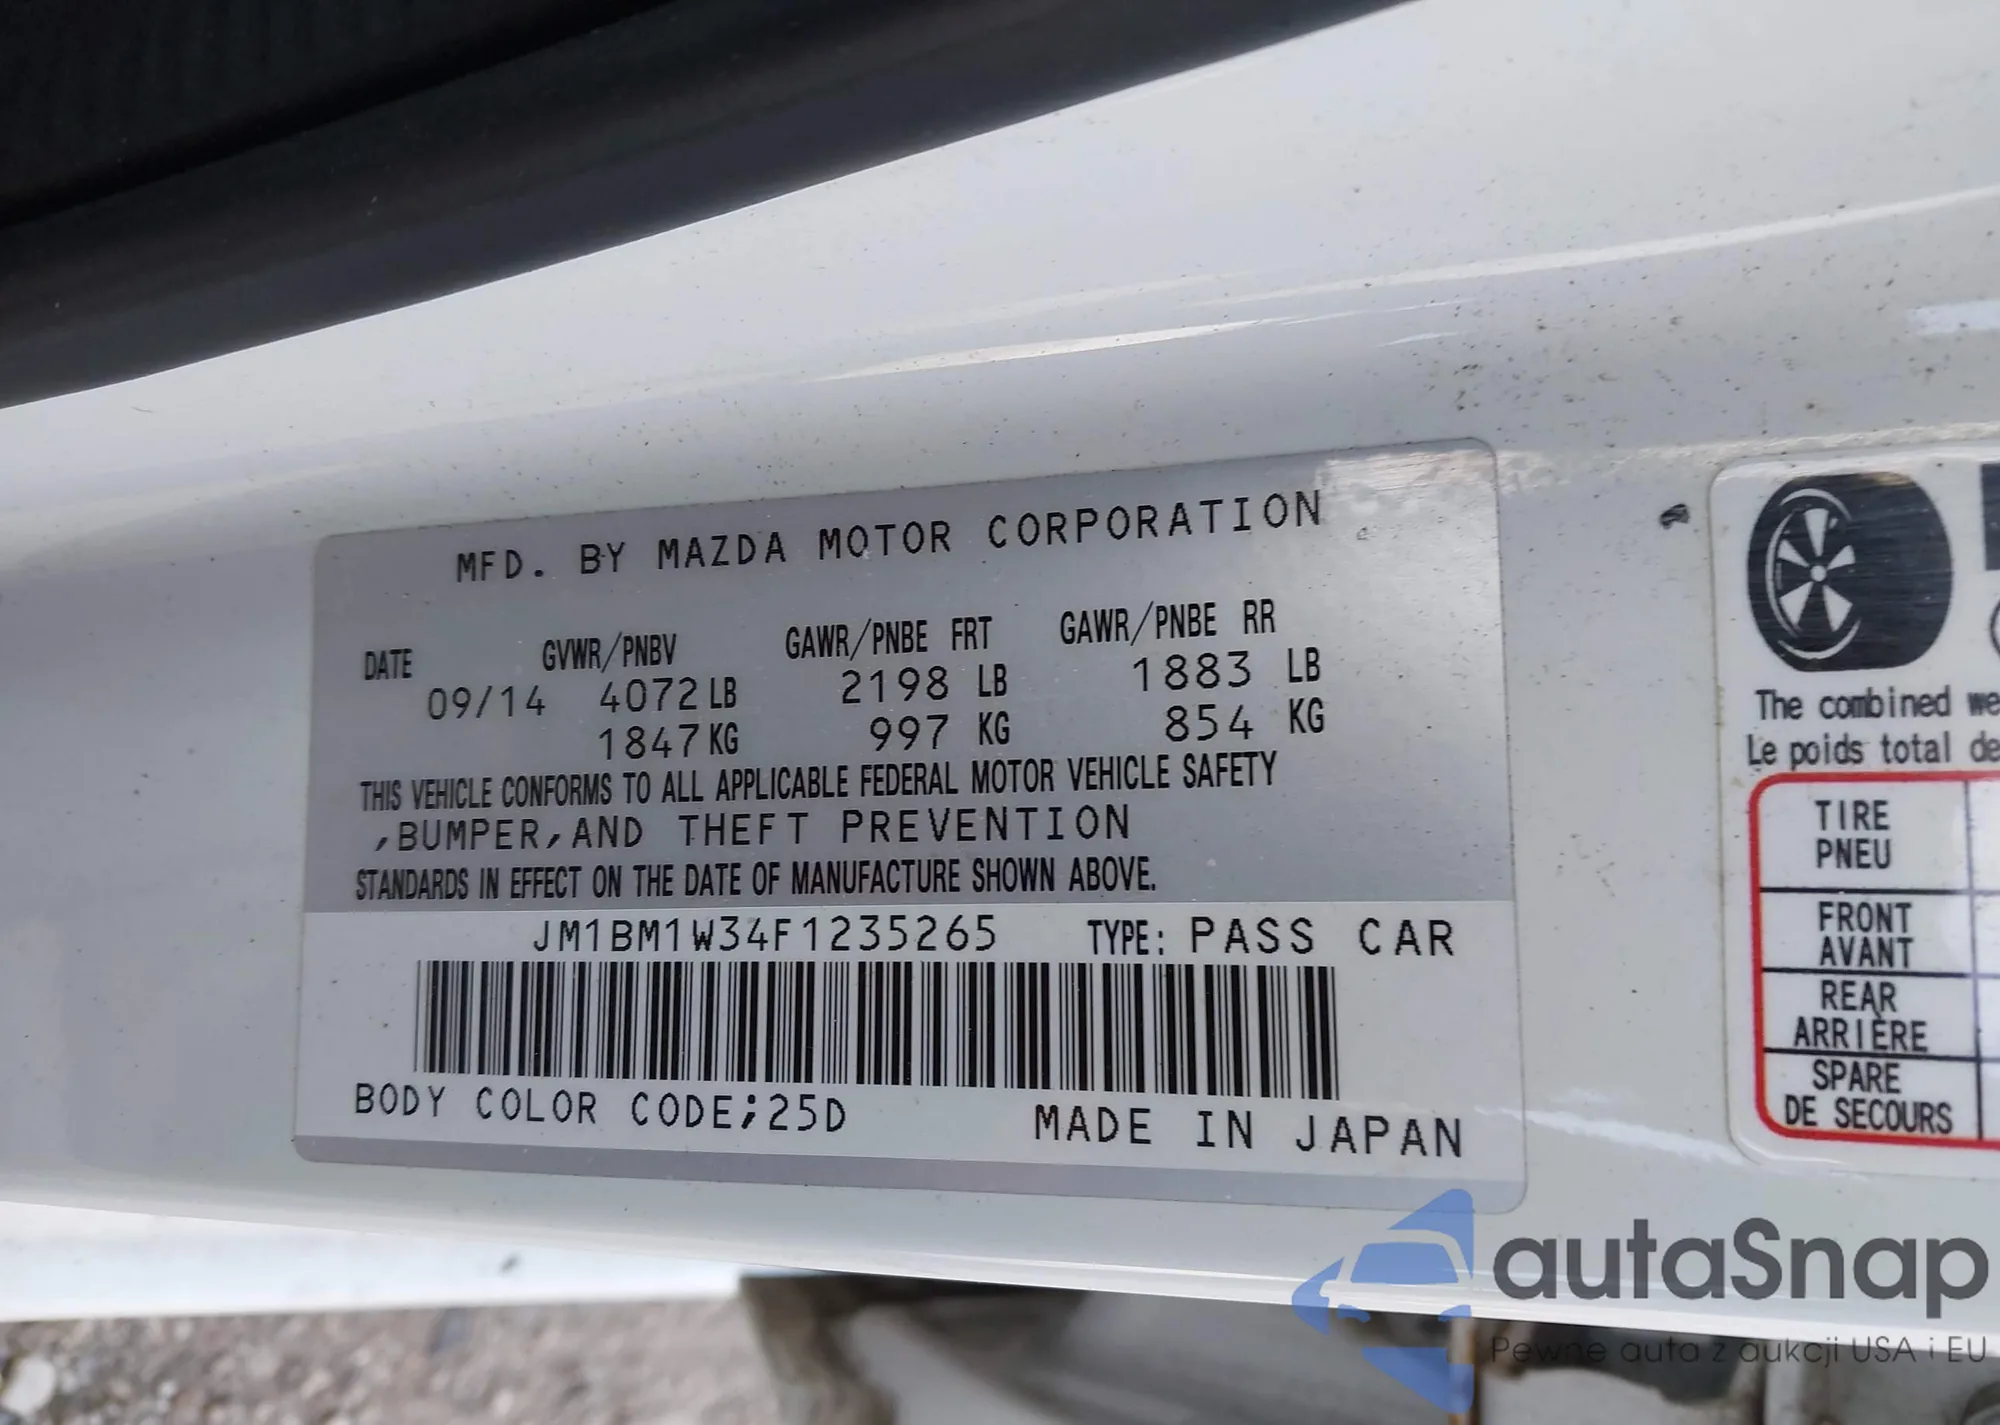 MFD. BY MAZDA MOTOR CORPORATION
DATE GVWR/PNBV GAWR/PNBE FRT GAWR/PNBE RR
09/14 4072 LB 2198 LB 1883 LB
1847 KG 997 KG 854 KG
THIS VEHICLE CONFORMS TO ALL APPLICABLE FEDERAL MOTOR VEHICLE SAFETY
,BUMPER,AND THEFT PREVENTION
STANDARDS IN EFFECT ON THE DATE OF MANUFACTURE SHOWN ABOVE.
JM1BM1W34F1235265 TYPE: PASS CAR
BODY COLOR CODE;25D MADE IN JAPAN
The combined we
Le poids total de
TIRE
PNEU
FRONT
AVANT
REAR
ARRIÈRE
SPARE
DE SECOURS
autaSnap
Pewne auta z aukcji USA i EU